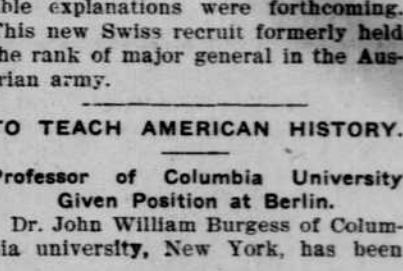 ble explanations were forthcoming.
This new Swiss recruit formerly held
the rank of major general in the Aus-
rian army.
TO TEACH AMERICAN HISTORY.
Professor of Columbia University
Given Position at Berlin.
Dr. John William Burgess of Colum-
ia university, New York, has been